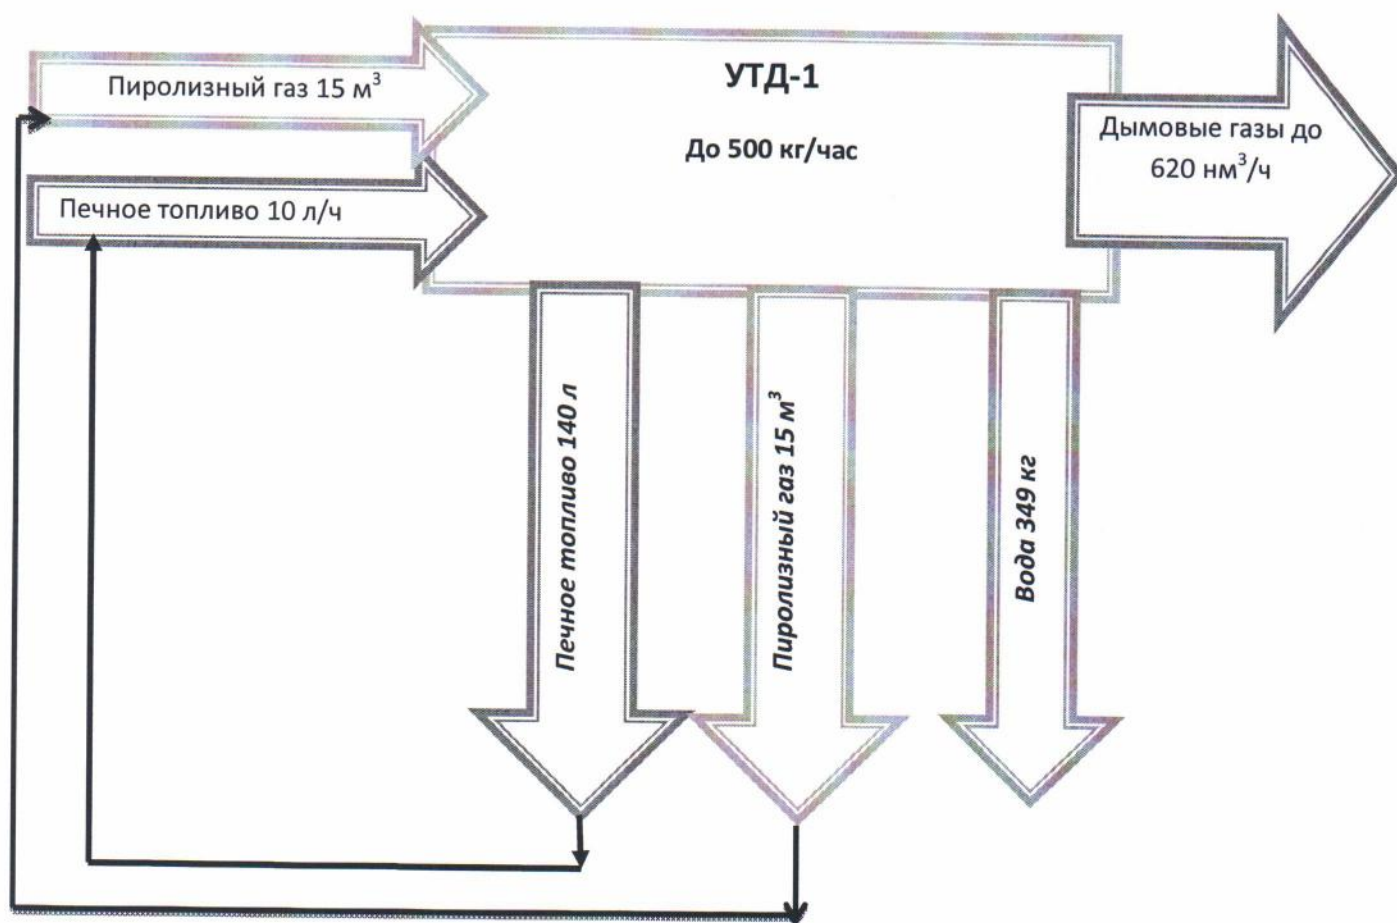 Пиролизный газ 15 м³
УТД-1
До 500 кг/час
Дымовые газы до
620 нм³/ч
Печное топливо 10 л/ч
Печное топливо 140 л
Пиролизный газ 15 м³
Вода 349 кг